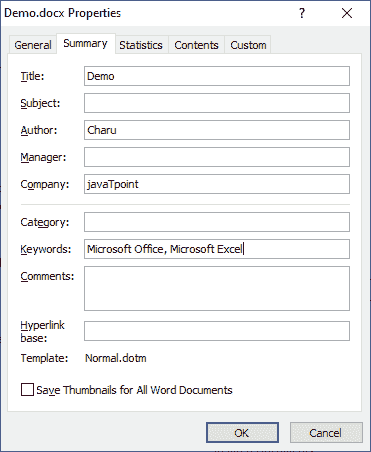 Demo.docx Properties ? ×
General Summary Statistics Contents Custom
Title: Demo
Subject:
Author: Charu
Manager:
Company: javaTpoint
Category:
Keywords: Microsoft Office, Microsoft Excel
Comments:
Hyperlink
base:
Template: Normal.dotm
Save Thumbnails for All Word Documents
OK Cancel